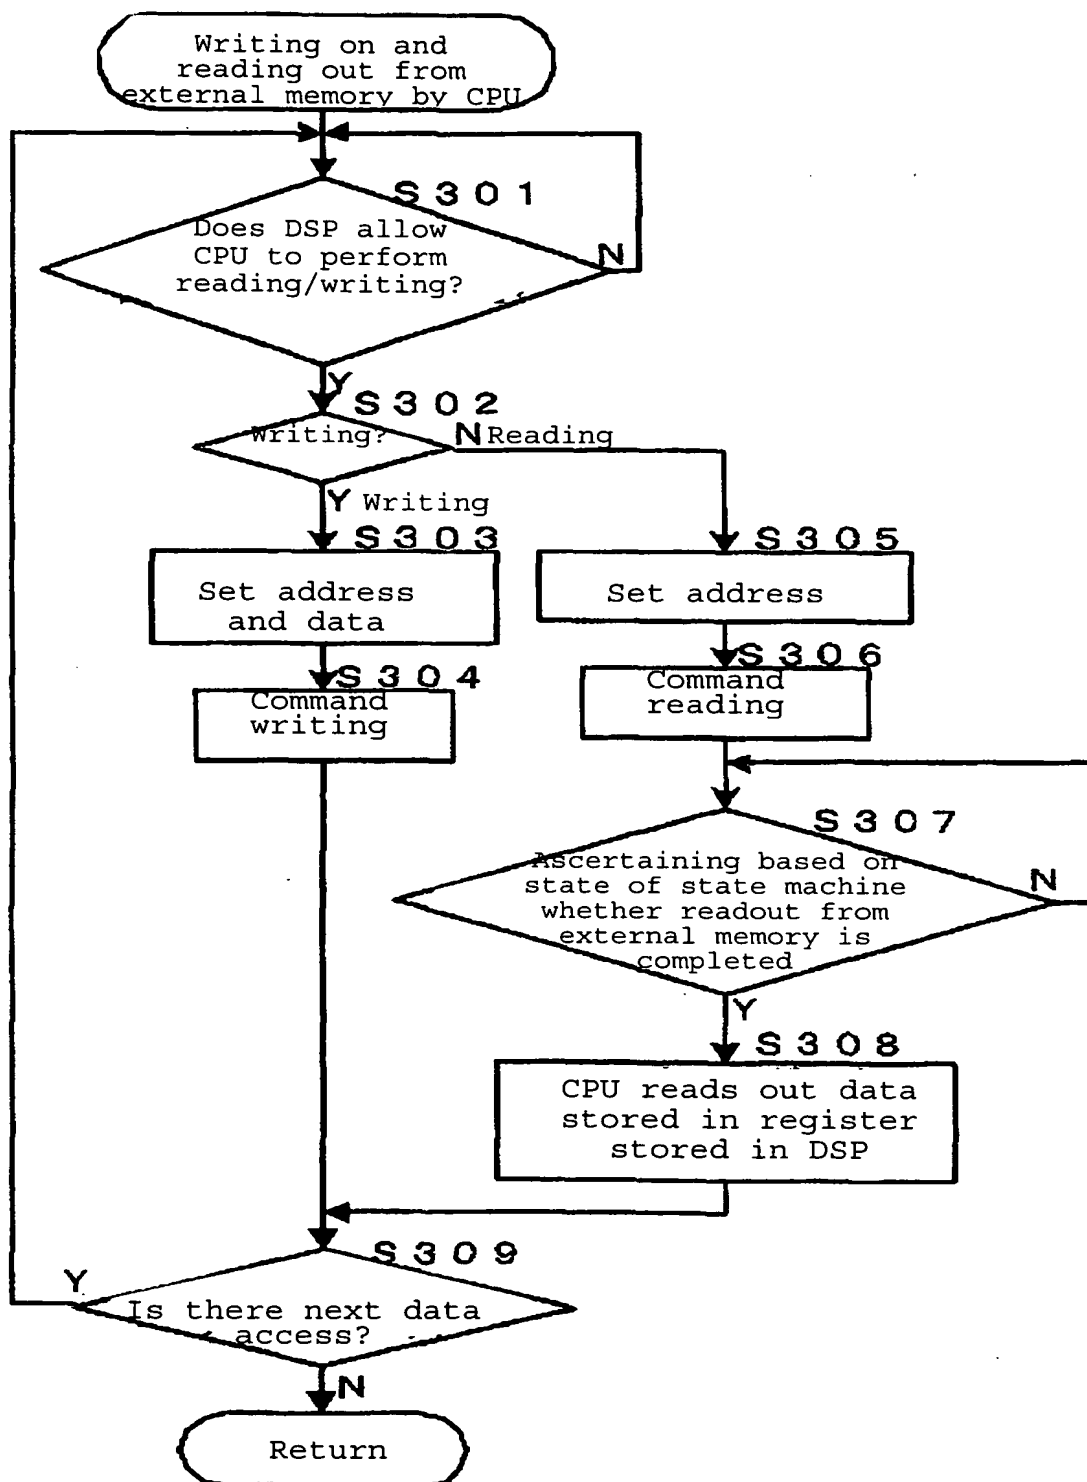 Writing on and
reading out from
external memory by CPU
S301
Does DSP allow
CPU to perform
reading/writing?
N
Y
S302
Writing?
N Reading
Y Writing
S303
Set address
and data
S305
Set address
S304
Command
writing
S306
Command
reading
S307
Ascertaining based on
state of state machine
whether readout from
external memory is
completed
N
Y
S308
CPU reads out data
stored in register
stored in DSP
S309
Y
Is there next data
access?
N
Return